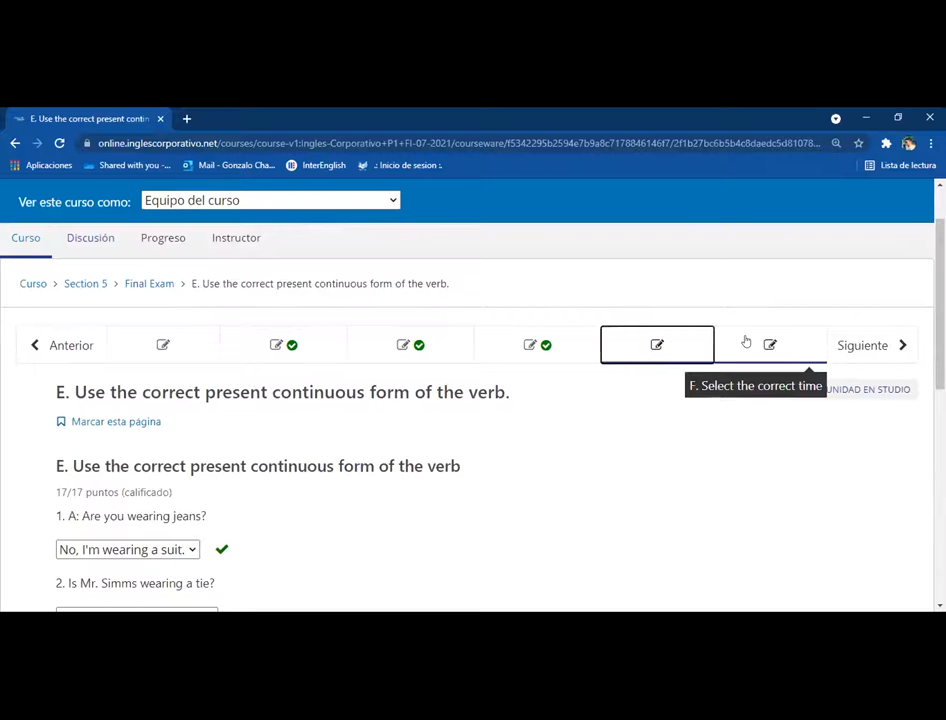 E. Use the correct present contin
online.inglescorporativo.net/courses/course-v1:ingles-Corporativo+P1+FI-07-2021/courseware/f5342295b2594e7b9a8c7178846146f7/2f1b27bc6b5b4c8daedc5d81078...
Aplicaciones Shared with you -... Mail - Gonzalo Cha... InterEnglish Inicio de sesion : Lista de lectura
Ver este curso como: Equipo del curso
Curso Discusión Progreso Instructor
Curso > Section 5 > Final Exam > E. Use the correct present continuous form of the verb.
Anterior Siguiente
F. Select the correct time
UNIDAD EN STUDIO
E. Use the correct present continuous form of the verb.
Marcar esta página
E. Use the correct present continuous form of the verb
17/17 puntos (calificado)
1. A: Are you wearing jeans?
No, I'm wearing a suit.
2. Is Mr. Simms wearing a tie?